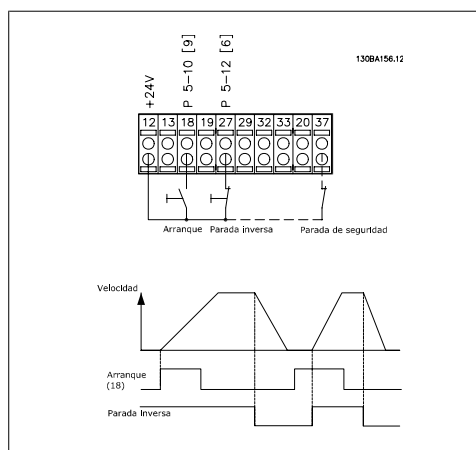 130BA156.12
+24V
P 5-10 [9]
P 5-12 [6]
12 13 18 19 27 29 32 33 20 37
Arranque Parada inversa Parada de seguridad
Velocidad
Arranque
(18)
Parada Inversa